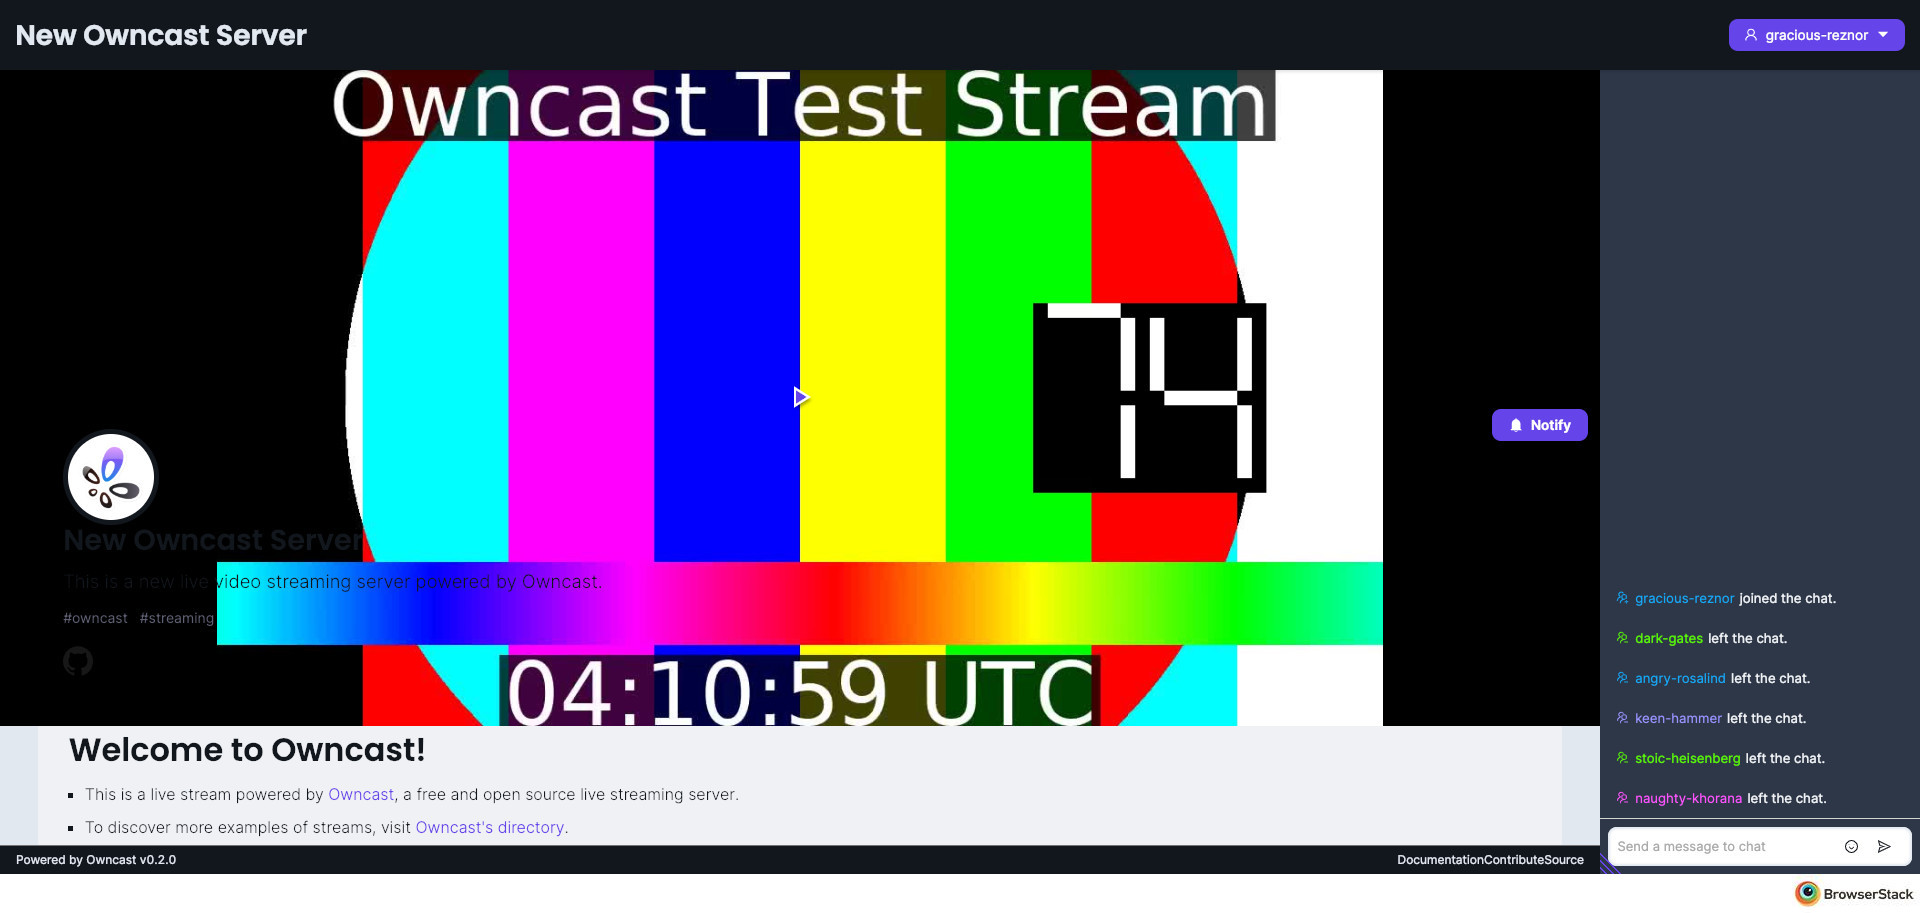 New Owncast Server
gracious-reznor
Owncast Test Stream
74
Notify
New Owncast Server
This is a new live video streaming server powered by Owncast.
#owncast #streaming
04:10:59 UTC
Welcome to Owncast!
This is a live stream powered by Owncast, a free and open source live streaming server.
To discover more examples of streams, visit Owncast's directory.
gracious-reznor joined the chat.
dark-gates left the chat.
angry-rosalind left the chat.
keen-hammer left the chat.
stoic-heisenberg left the chat.
naughty-khorana left the chat.
Send a message to chat
Powered by Owncast v0.2.0
DocumentationContributeSource
BrowserStack